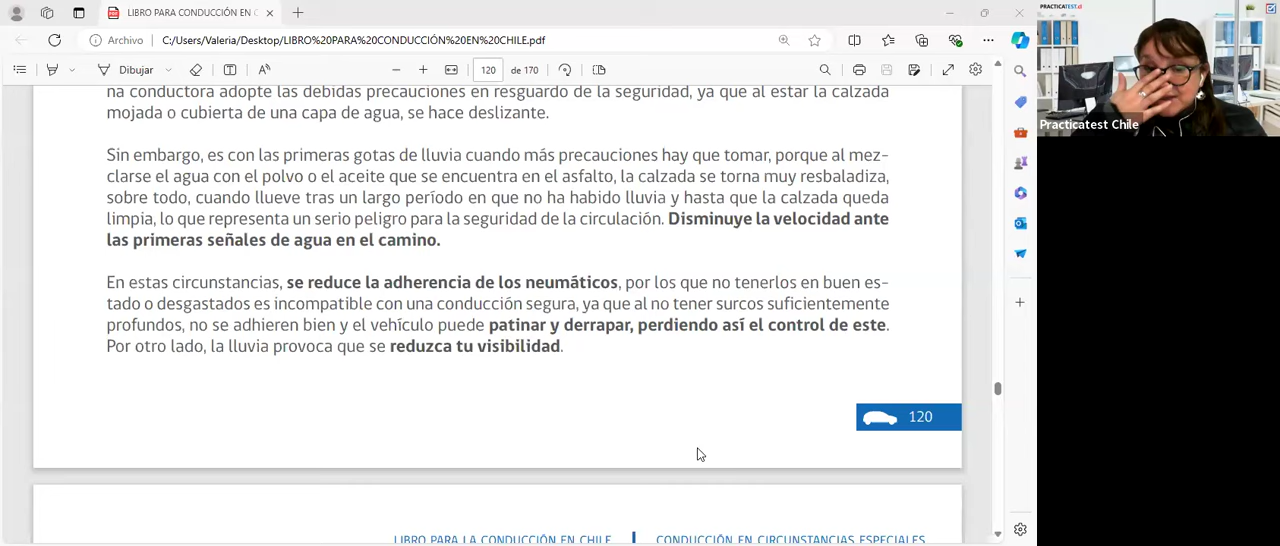 LIBRO PARA CONDUCCIÓN EN C
Archivo
C:/Users/Valeria/Desktop/LIBRO%20PARA%20CONDUCCIÓN%20EN%20CHILE.pdf
Dibujar
120
de 170
PRACTICATEST.cl
Practicatest Chile
na conductora adopte las debidas precauciones en resguardo de la seguridad, ya que al estar la calzada
mojada o cubierta de una capa de agua, se hace deslizante.
Sin embargo, es con las primeras gotas de lluvia cuando más precauciones hay que tomar, porque al mez-
clarse el agua con el polvo o el aceite que se encuentra en el asfalto, la calzada se torna muy resbaladiza,
sobre todo, cuando llueve tras un largo período en que no ha habido lluvia y hasta que la calzada queda
limpia, lo que representa un serio peligro para la seguridad de la circulación. Disminuye la velocidad ante
las primeras señales de agua en el camino.
En estas circunstancias, se reduce la adherencia de los neumáticos, por los que no tenerlos en buen es-
tado o desgastados es incompatible con una conducción segura, ya que al no tener surcos suficientemente
profundos, no se adhieren bien y el vehículo puede patinar y derrapar, perdiendo así el control de este.
Por otro lado, la lluvia provoca que se reduzca tu visibilidad.
120
LIBRO PARA LA CONDUCCIÓN EN CHILE
CONDUCCIÓN EN CIRCUNSTANCIAS ESPECIALES